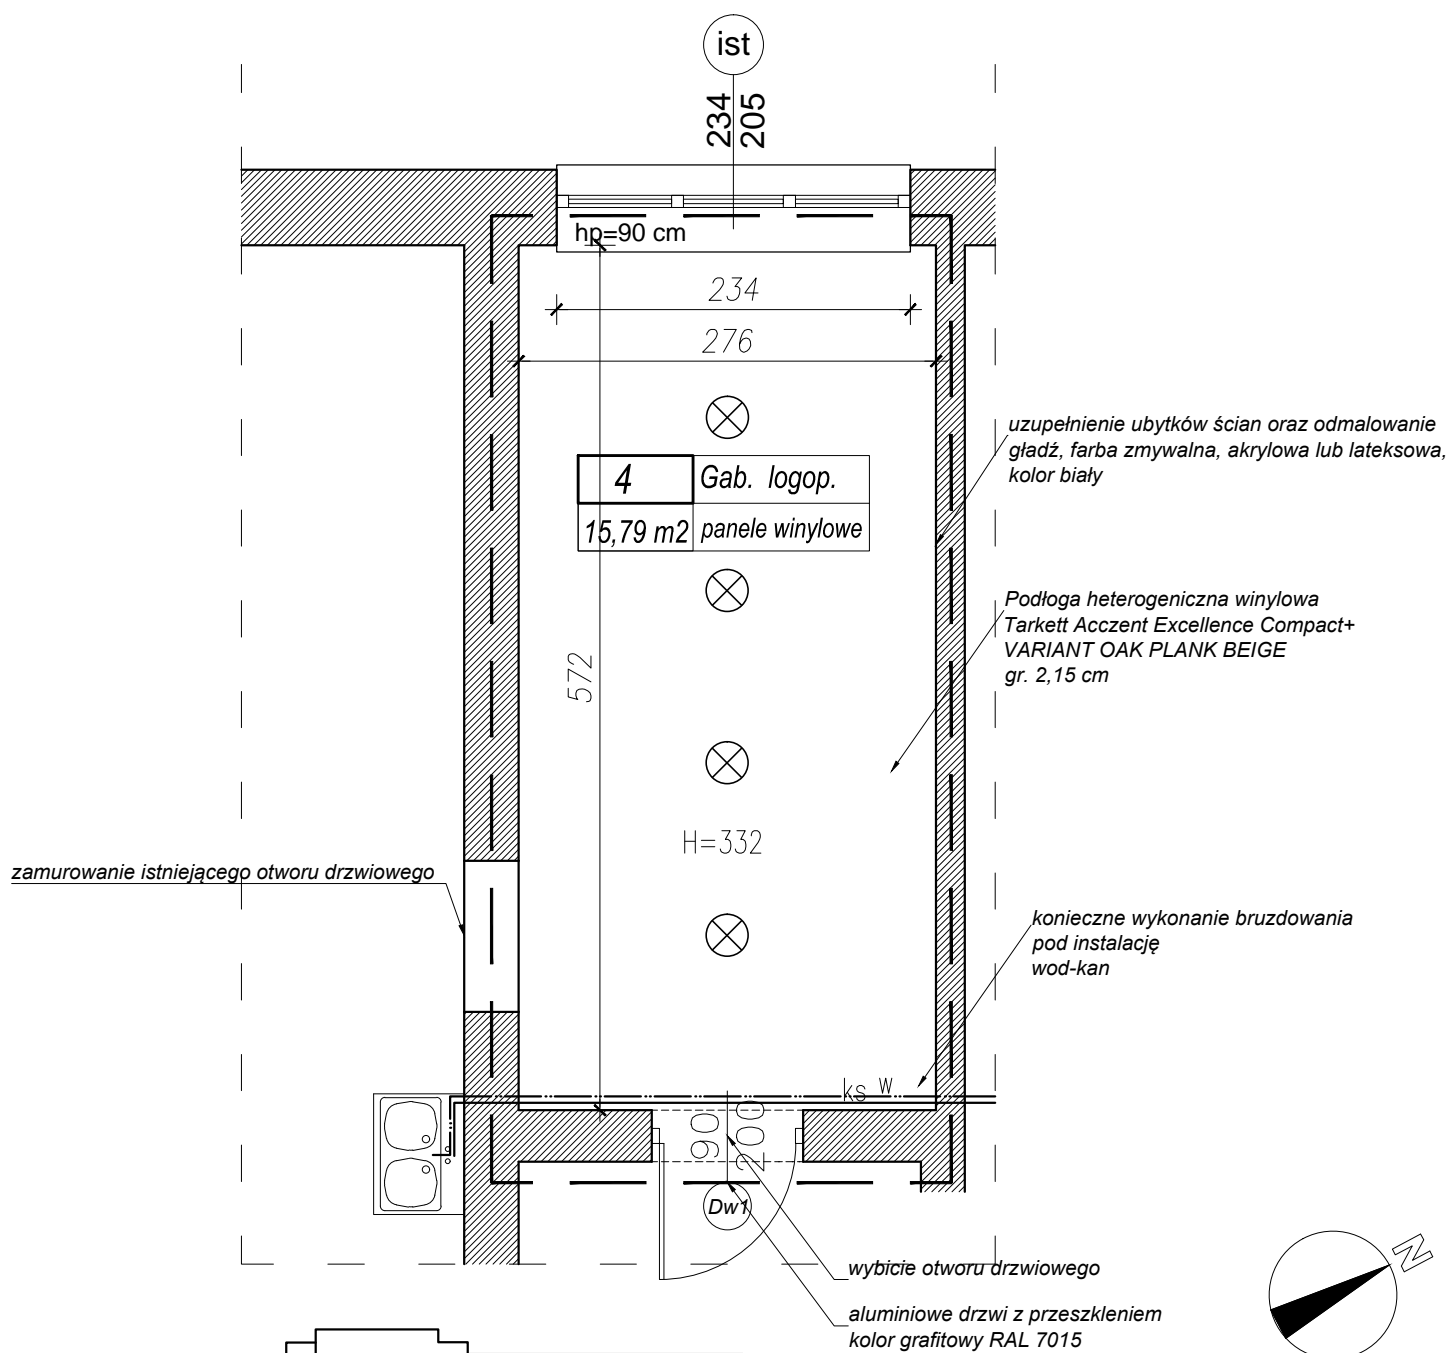 ist
234
205
hp=90 cm
234
276
uzupełnienie ubytków ścian oraz odmalowanie
gładź, farba zmywalna, akrylowa lub lateksowa,
kolor biały
4
Gab. logop.
15,79 m2
panele winylowe
Podłoga heterogeniczna winylowa
Tarkett Acczent Excellence Compact+
VARIANT OAK PLANK BEIGE
gr. 2,15 cm
572
H=332
zamurowanie istniejącego otworu drzwiowego
konieczne wykonanie bruzdowania
pod instalację
wod-kan
ks
w
90
200
Dw1
wybicie otworu drzwiowego
aluminiowe drzwi z przeszkleniem
kolor grafitowy RAL 7015
N